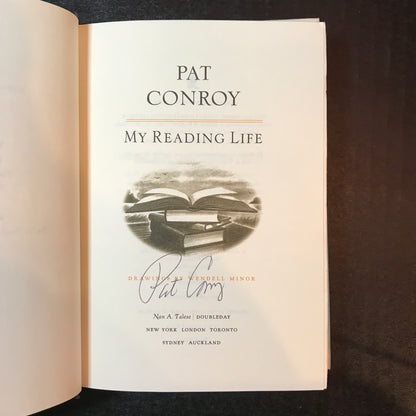 PAT
CONROY
MY READING LIFE
DRAWINGS BY WENDELL MINOR
Pat Conroy
Nan A. Talese | DOUBLEDAY
NEW YORK LONDON TORONTO
SYDNEY AUCKLAND